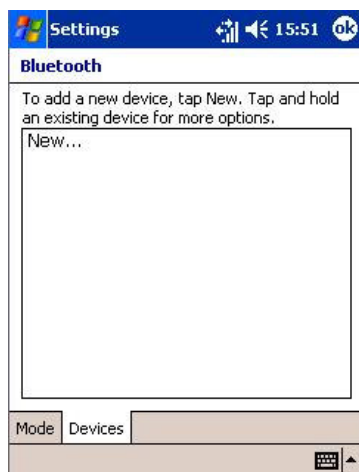 Settings 15:51 ok
Bluetooth
To add a new device, tap New. Tap and hold
an existing device for more options.
New...
Mode Devices